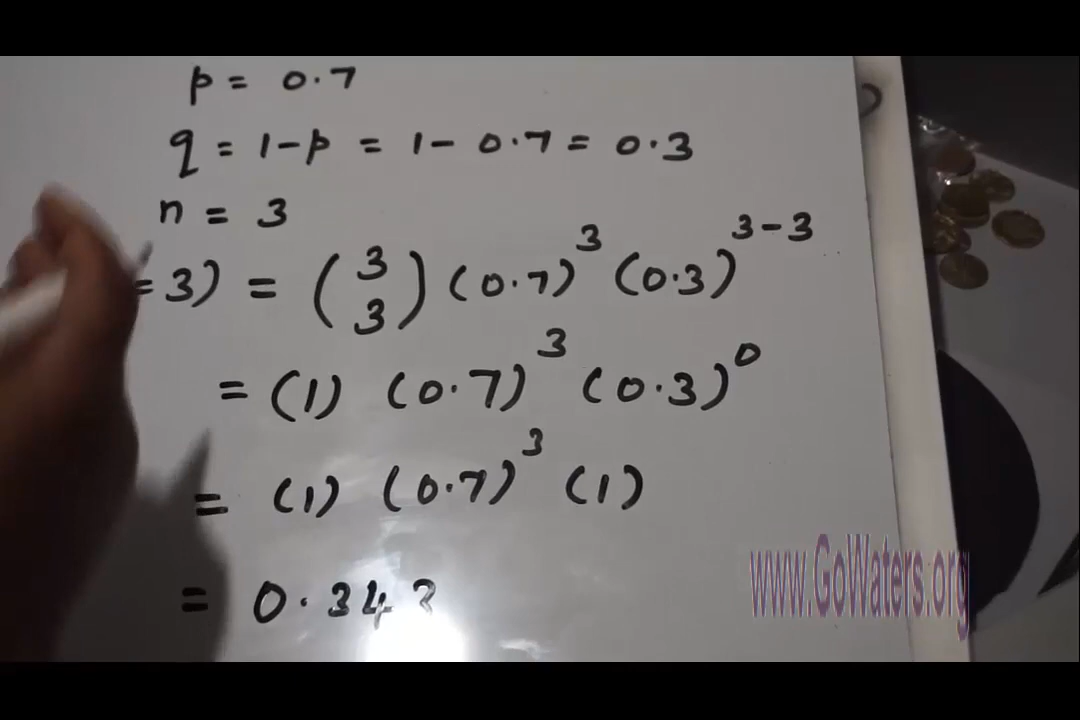 p = 0.7
q = 1-p = 1- 0.7 = 0.3
n = 3
= 3) = (3 3) (0.7)^3 (0.3)^3-3
= (1) (0.7)^3 (0.3)^0
= (1) (0.7)^3 (1)
= 0.343
www.GoWaters.org